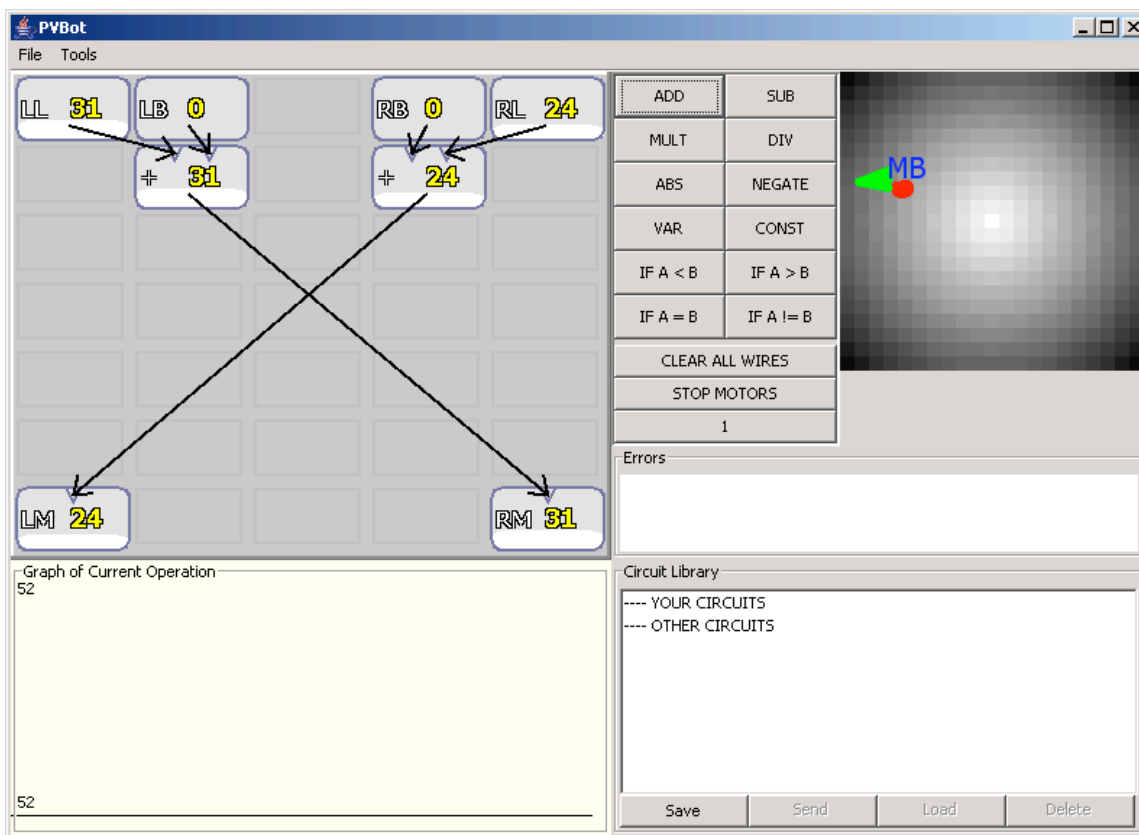 PVBot
File Tools
LL 31 LB 0 RB 0 RL 24
+ 31 + 24
LM 24 RM 31
ADD SUB
MULT DIV
ABS NEGATE
VAR CONST
IF A < B IF A > B
IF A = B IF A != B
CLEAR ALL WIRES
STOP MOTORS
1
MB
Errors
Graph of Current Operation
52
52
Circuit Library
---- YOUR CIRCUITS
---- OTHER CIRCUITS
Save Send Load Delete